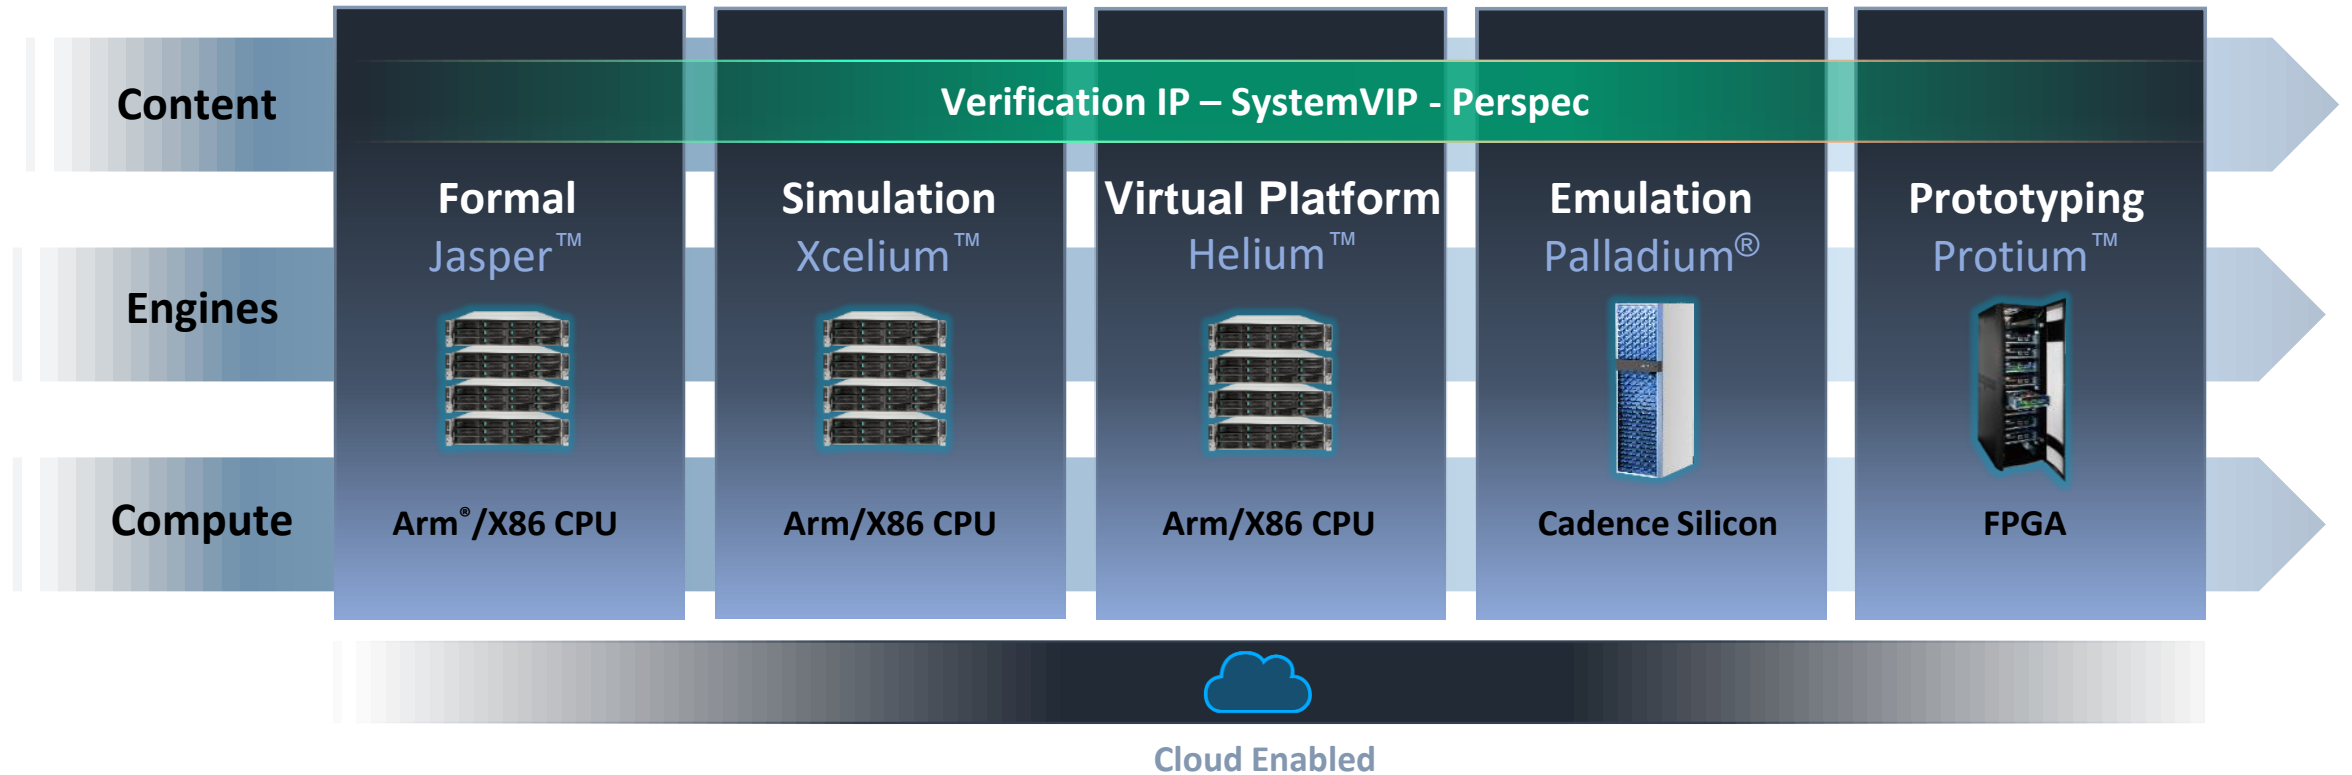 Content
Verification IP – SystemVIP - Perspec
Formal
Jasper™
Simulation
Xcelium™
Virtual Platform
Helium™
Emulation
Palladium®
Prototyping
Protium™
Engines
Compute
Arm®/X86 CPU
Arm/X86 CPU
Arm/X86 CPU
Cadence Silicon
FPGA
Cloud Enabled